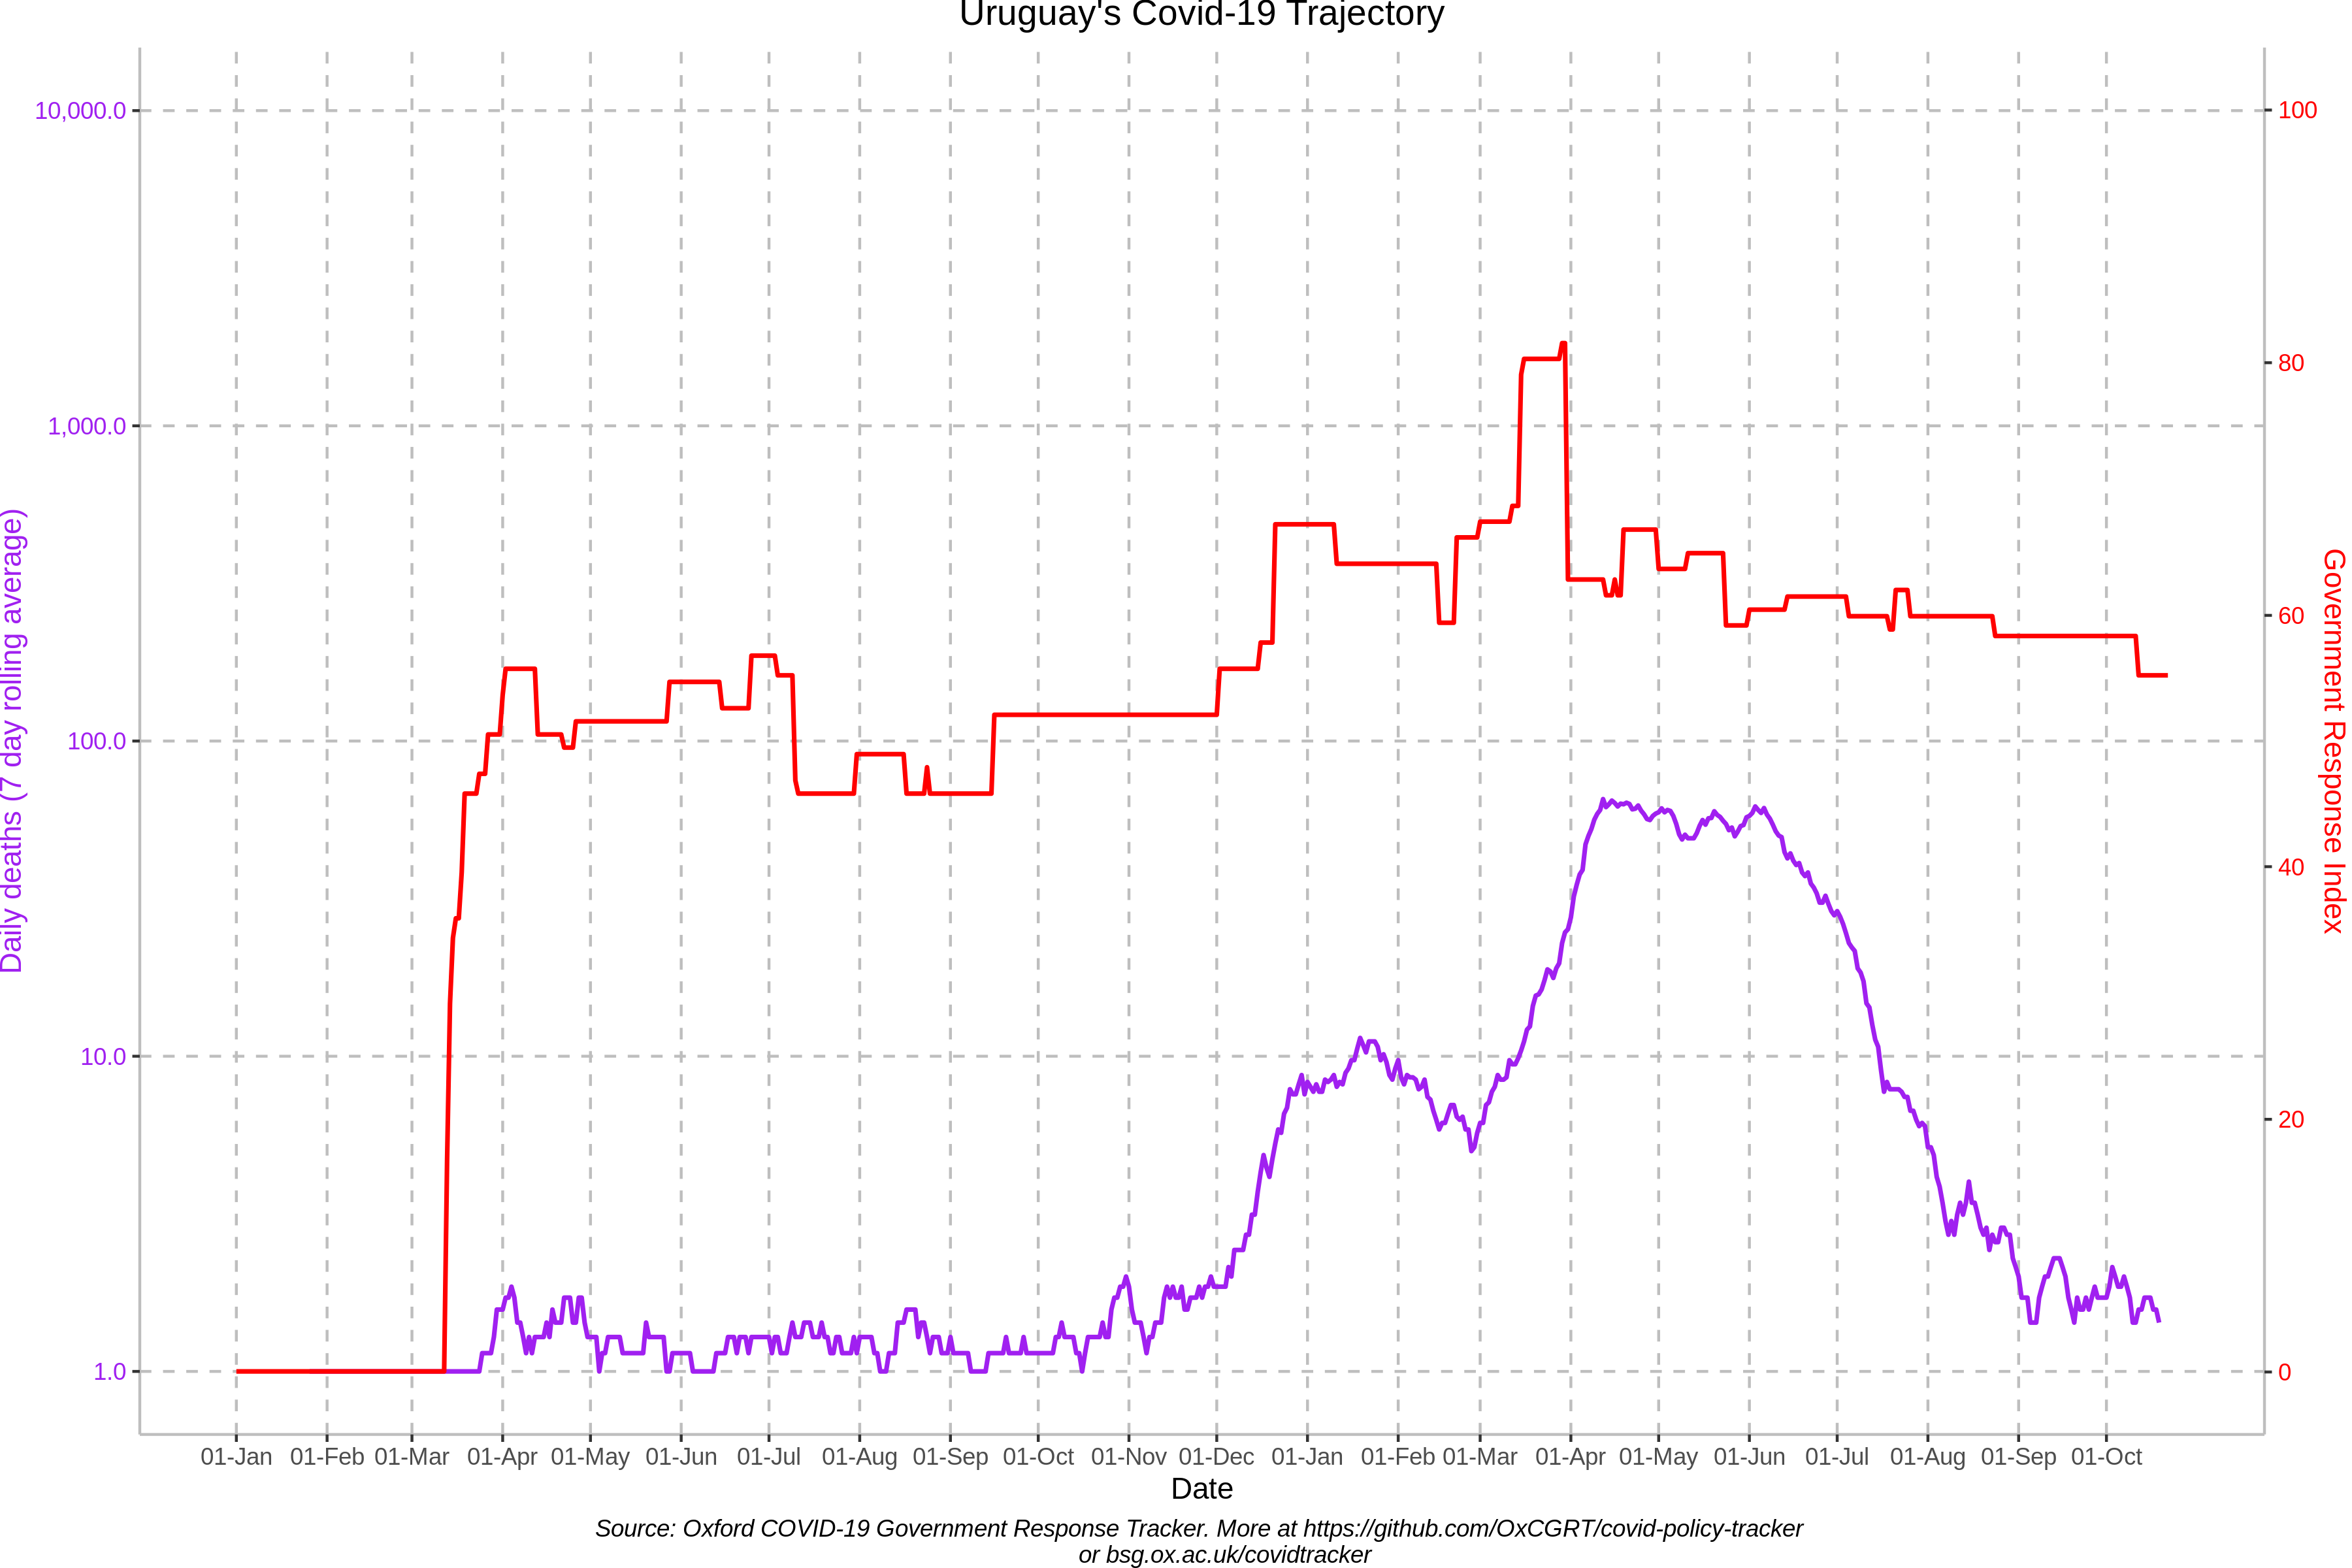 Uruguay's Covid-19 Trajectory
10,000.0
1,000.0
100.0
10.0
1.0
Daily deaths (7 day rolling average)
100
80
60
40
20
0
Government Response Index
01-Jan 01-Feb 01-Mar 01-Apr 01-May 01-Jun 01-Jul 01-Aug 01-Sep 01-Oct 01-Nov 01-Dec 01-Jan 01-Feb 01-Mar 01-Apr 01-May 01-Jun 01-Jul 01-Aug 01-Sep 01-Oct
Date
Source: Oxford COVID-19 Government Response Tracker. More at https://github.com/OxCGRT/covid-policy-tracker
or bsg.ox.ac.uk/covidtracker